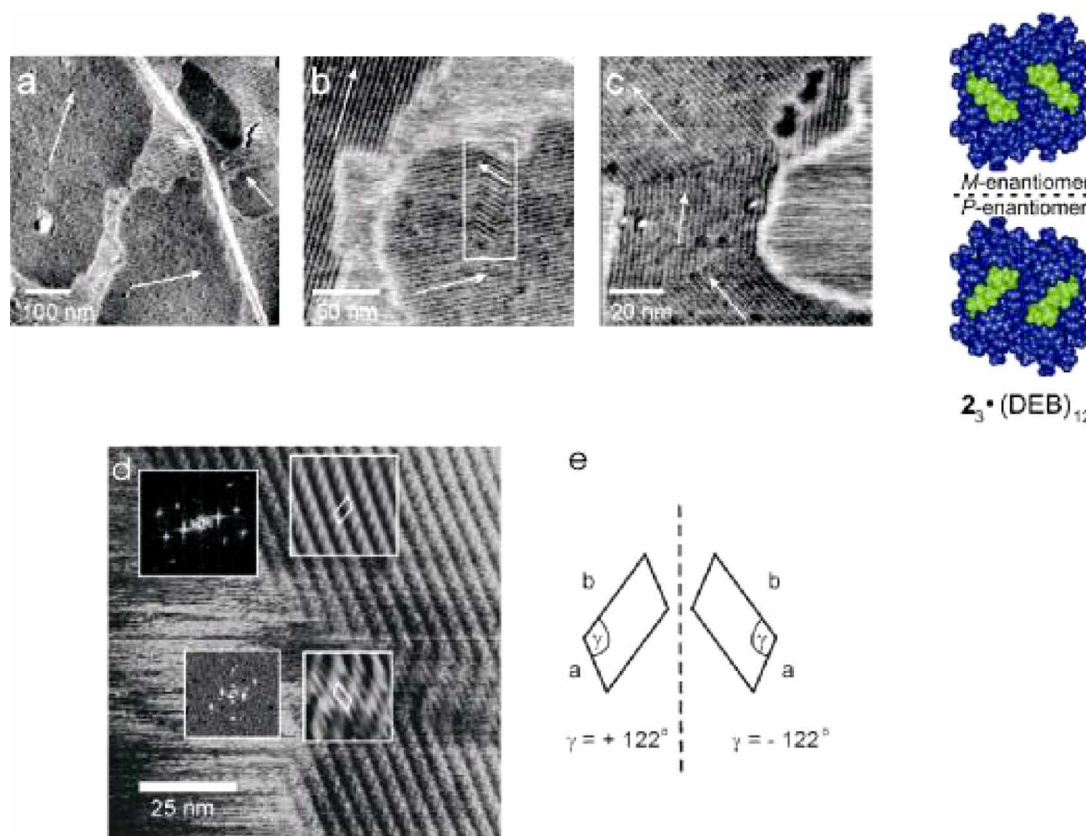 a
100 nm
b
50 nm
c
20 nm
M-enantiomer
P-enantiomer
2₃•(DEB)₁₂
d
25 nm
e
b
γ
a
b
γ
a
γ = + 122°
γ = - 122°